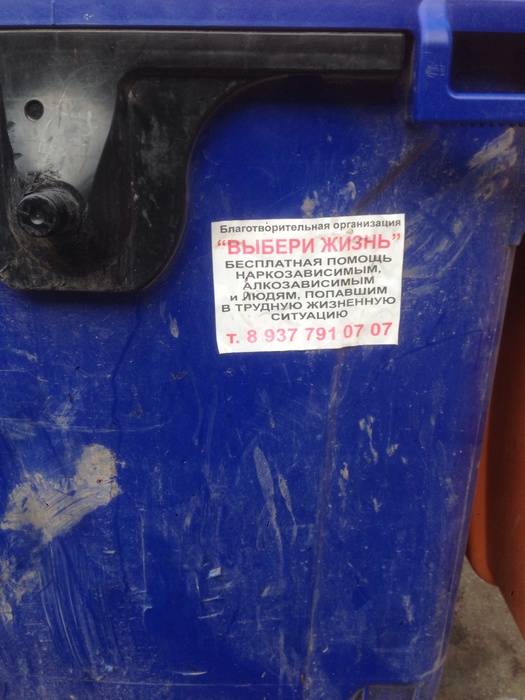 Благотворительная организация
“ВЫБЕРИ ЖИЗНЬ”
БЕСПЛАТНАЯ ПОМОЩЬ
НАРКОЗАВИСИМЫМ,
АЛКОЗАВИСИМЫМ
и ЛЮДЯМ, ПОПАВШИМ
В ТРУДНУЮ ЖИЗНЕННУЮ
СИТУАЦИЮ
т. 8 937 791 07 07